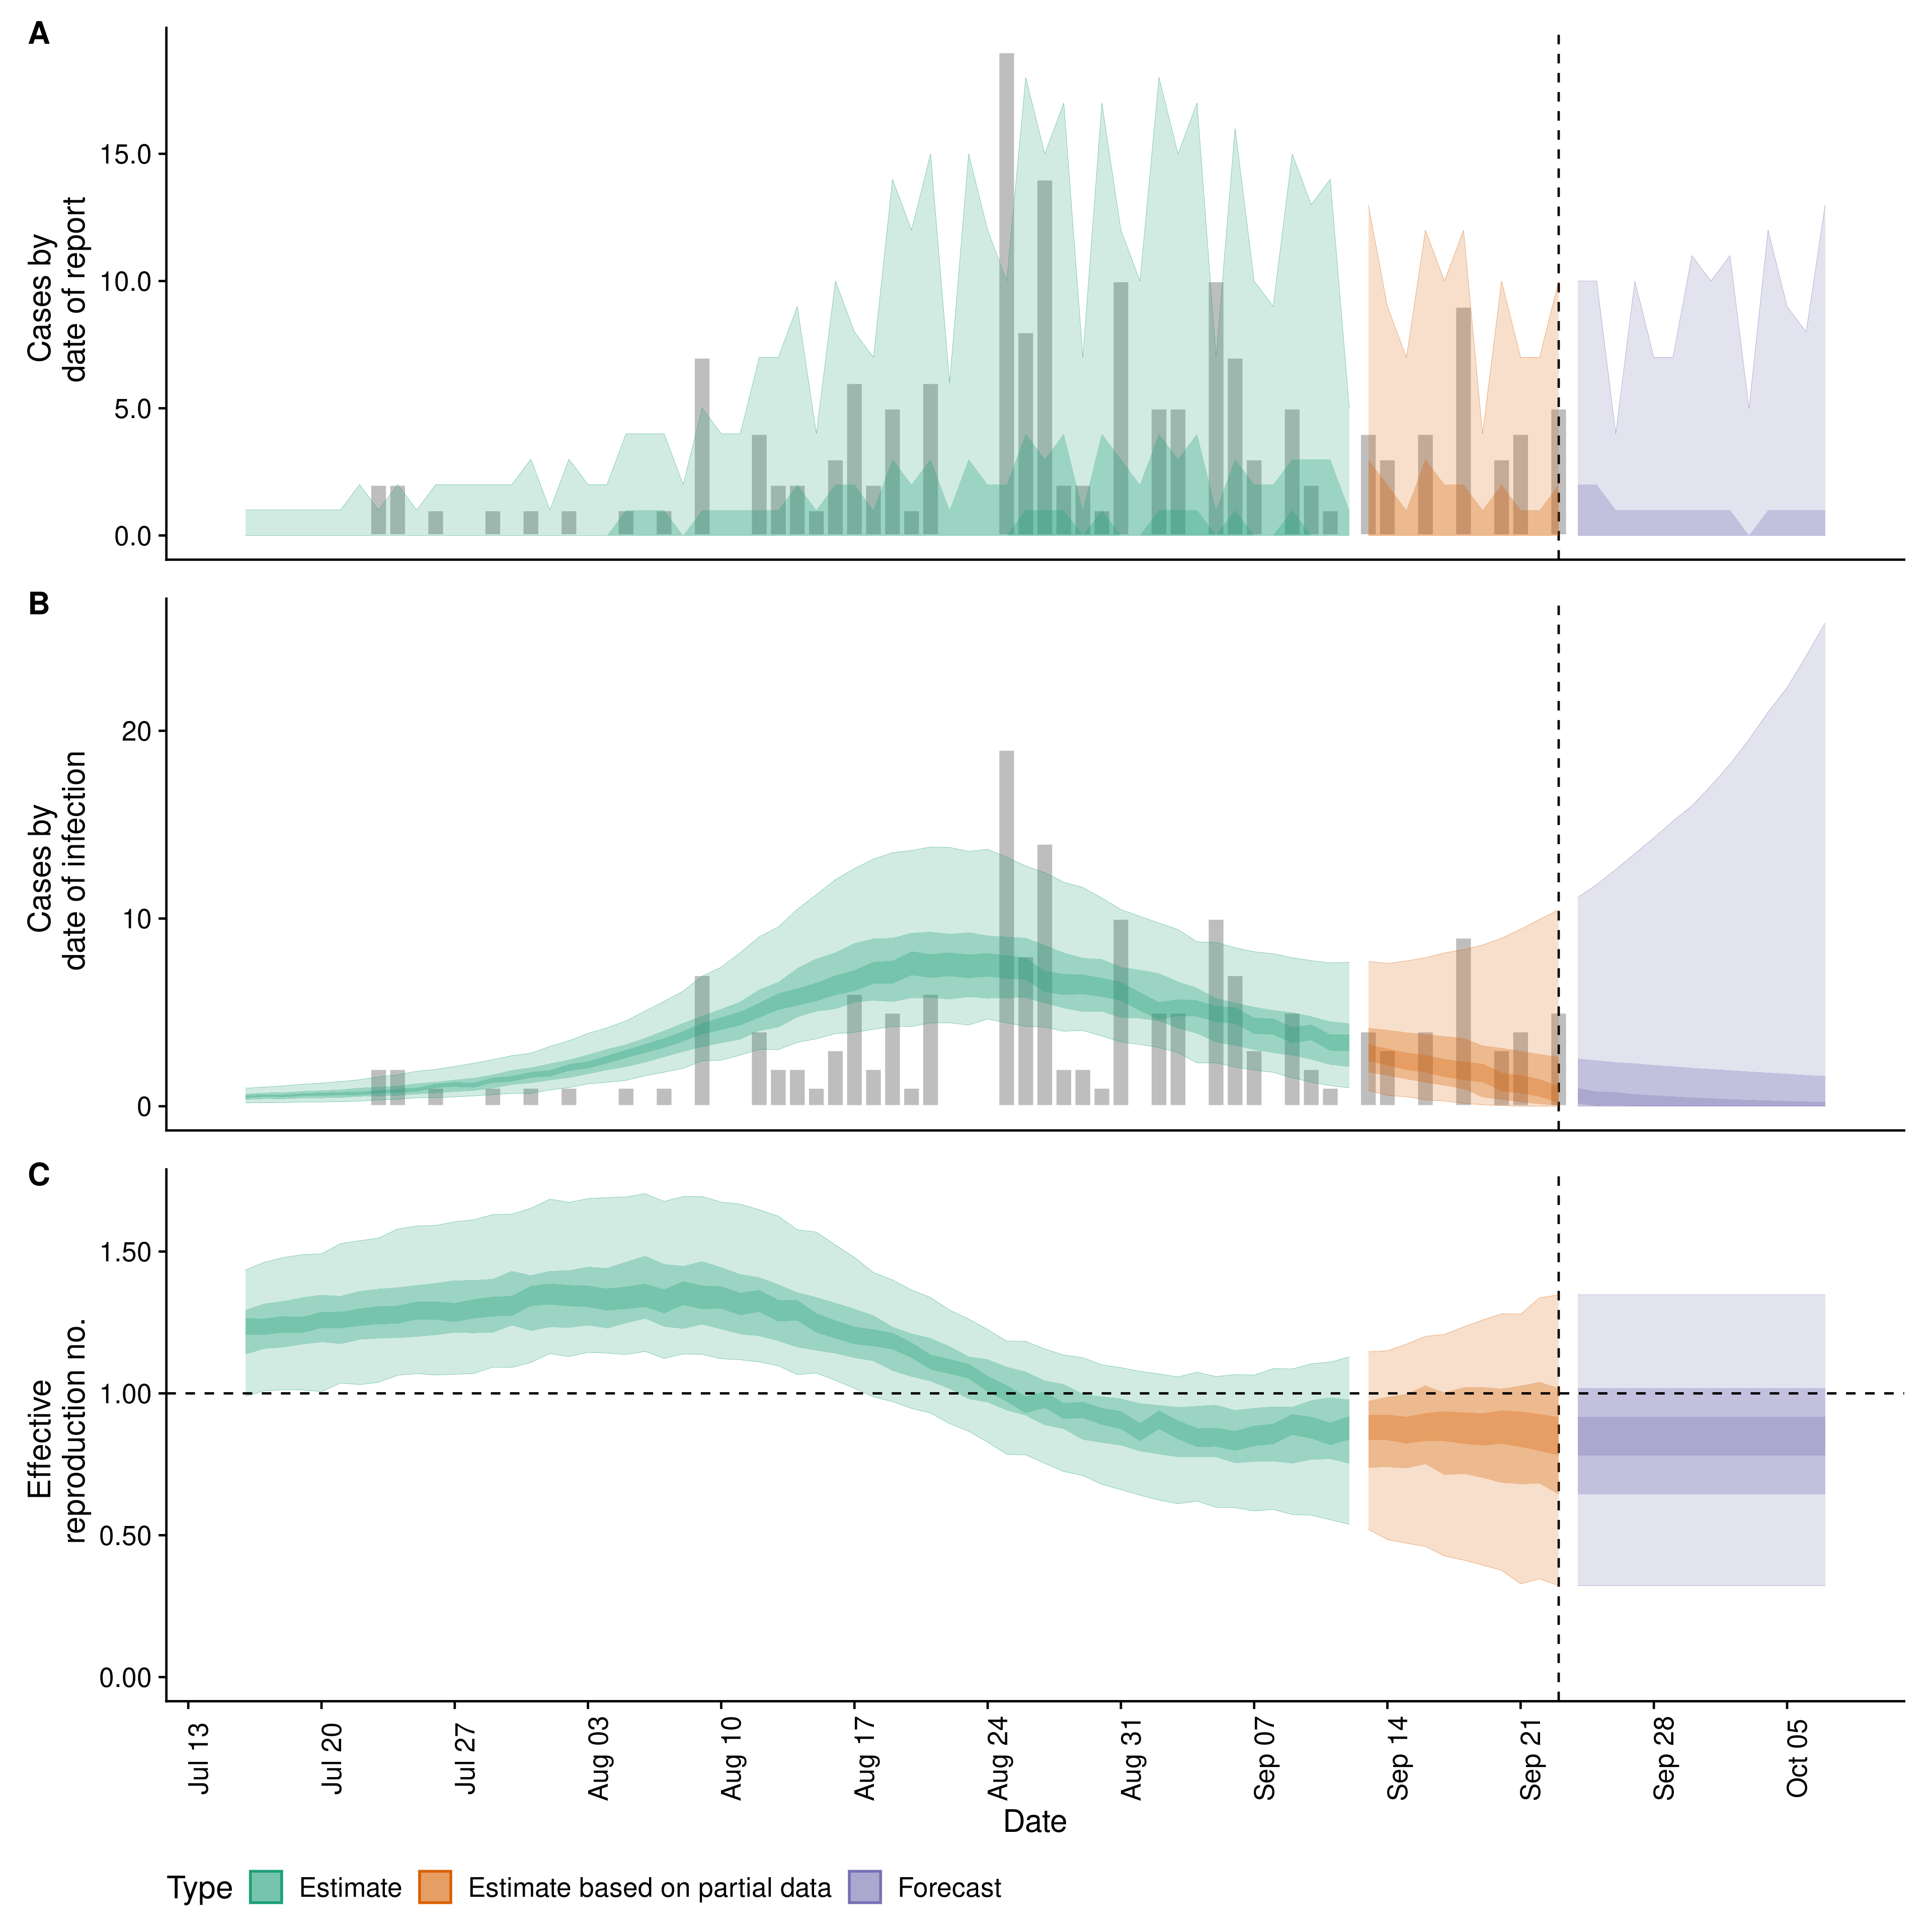 A
Cases by
date of report
15.0
10.0
5.0
0.0
B
Cases by
date of infection
20
10
0
C
Effective
reproduction no.
1.50
1.00
0.50
0.00
Jul 13
Jul 20
Jul 27
Aug 03
Aug 10
Aug 17
Aug 24
Aug 31
Sep 07
Sep 14
Sep 21
Sep 28
Oct 05
Date
Type Estimate Estimate based on partial data Forecast